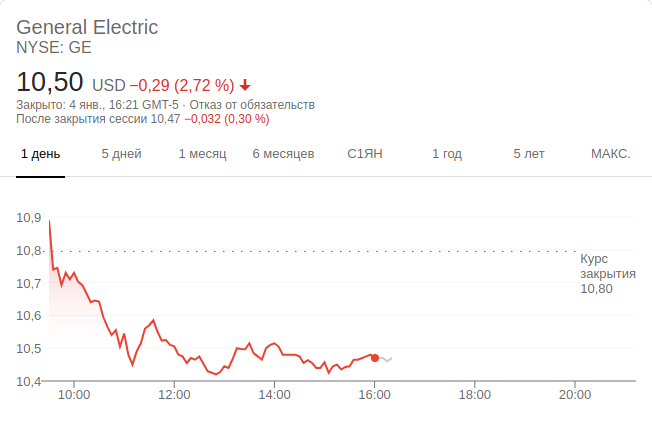 General Electric
NYSE: GE
10,50 USD −0,29 (2,72 %)
Закрыто: 4 янв., 16:21 GMT-5 · Отказ от обязательств
После закрытия сессии 10,47 −0,032 (0,30 %)
1 день 5 дней 1 месяц 6 месяцев С1ЯН 1 год 5 лет МАКС.
10,9
10,8
Курс
закрытия
10,80
10,7
10,6
10,5
10,4
10:00 12:00 14:00 16:00 18:00 20:00